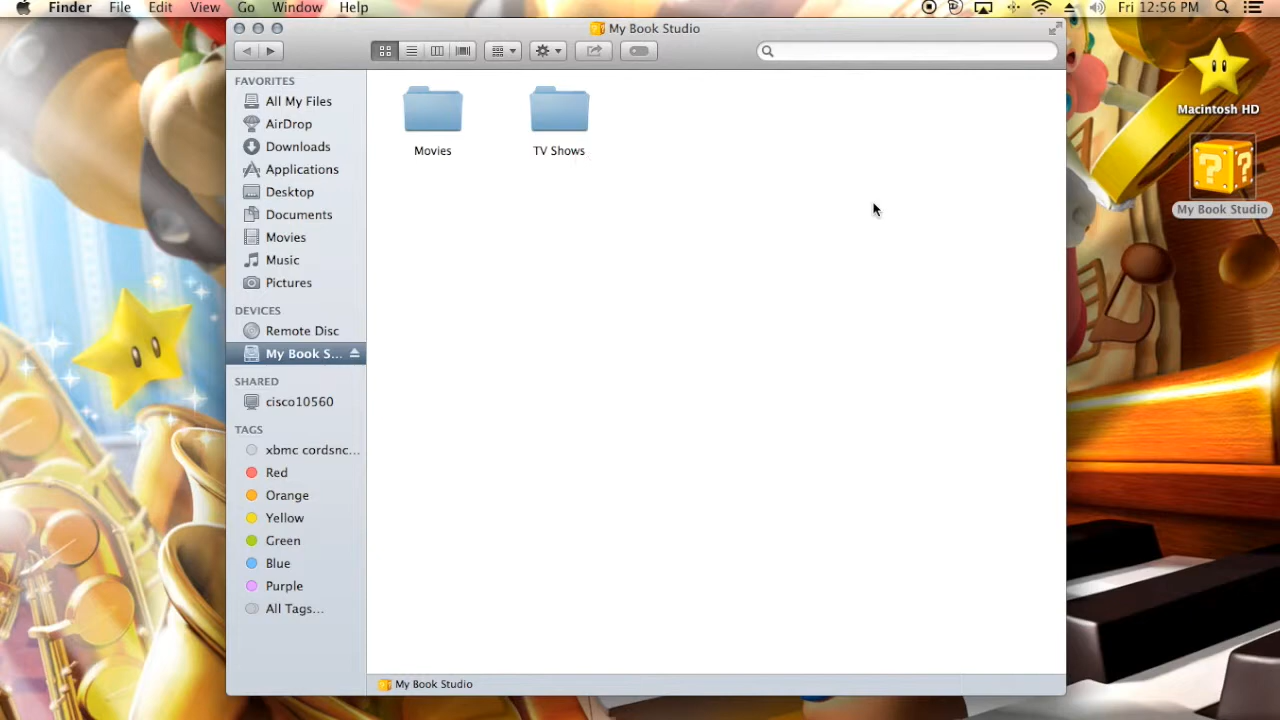 Finder File Edit View Go Window Help Fri 12:56 PM
My Book Studio
FAVORITES
All My Files
AirDrop
Downloads
Applications
Desktop
Documents
Movies
Music
Pictures
DEVICES
Remote Disc
My Book S...
SHARED
cisco10560
TAGS
xbmc cordsnc...
Red
Orange
Yellow
Green
Blue
Purple
All Tags...
Movies TV Shows
My Book Studio
Macintosh HD
My Book Studio